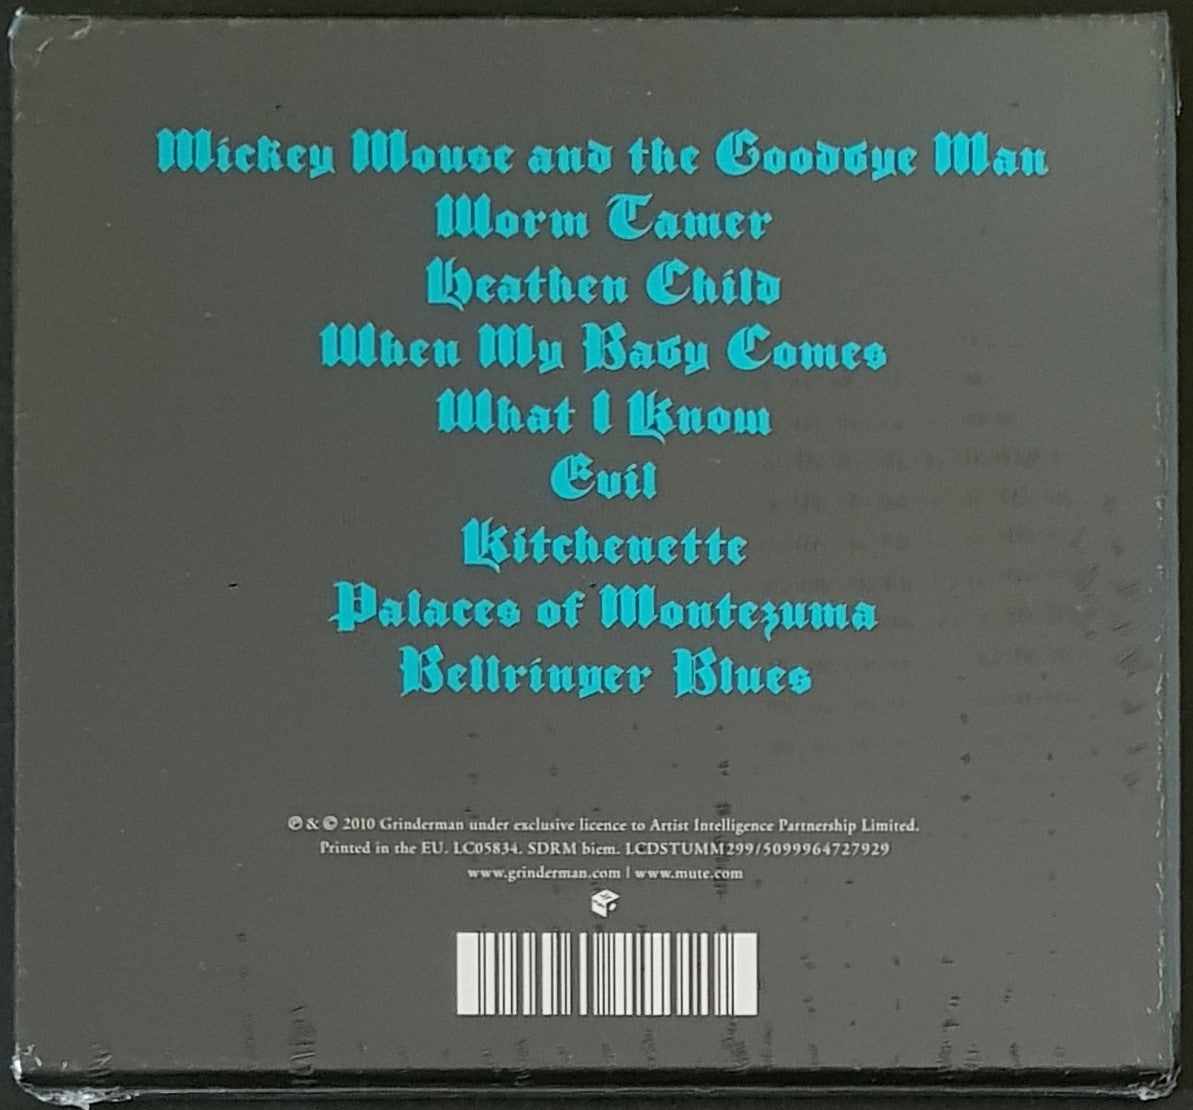 Mickey Mouse and the Goodbye Man
Worm Tamer
Heathen Child
When My Baby Comes
What I Know
Evil
Kitchenette
Palaces of Montezuma
Bellringer Blues
℗ & © 2010 Grinderman under exclusive licence to Artist Intelligence Partnership Limited.
Printed in the EU. LC05834. SDRM biem. LCDSTUMM299/5099964727929
www.grinderman.com | www.mute.com